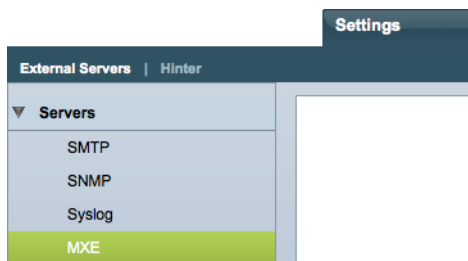 Settings
External Servers | Hinter
Servers
SMTP
SNMP
Syslog
MXE